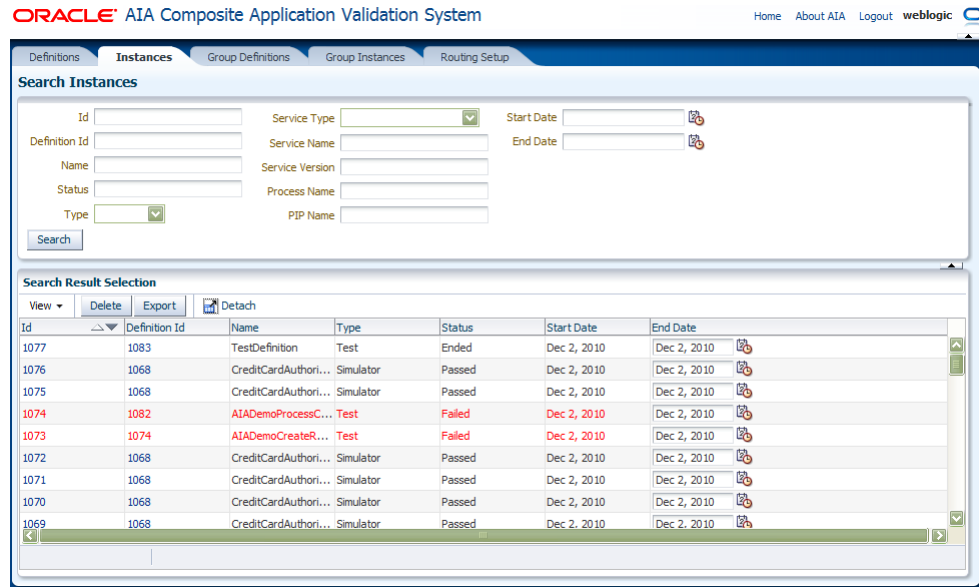 ORACLE AIA Composite Application Validation System Home About AIA Logout weblogic
Definitions Instances Group Definitions Group Instances Routing Setup
Search Instances
Id Service Type Start Date
Definition Id Service Name End Date
Name Service Version
Status Process Name
Type PIP Name
Search
Search Result Selection
View Delete Export Detach
Id Definition Id Name Type Status Start Date End Date
1077 1083 TestDefinition Test Ended Dec 2, 2010 Dec 2, 2010
1076 1068 CreditCardAuthori... Simulator Passed Dec 2, 2010 Dec 2, 2010
1075 1068 CreditCardAuthori... Simulator Passed Dec 2, 2010 Dec 2, 2010
1074 1082 AIADemoProcessC... Test Failed Dec 2, 2010 Dec 2, 2010
1073 1074 AIADemoCreateR... Test Failed Dec 2, 2010 Dec 2, 2010
1072 1068 CreditCardAuthori... Simulator Passed Dec 2, 2010 Dec 2, 2010
1071 1068 CreditCardAuthori... Simulator Passed Dec 2, 2010 Dec 2, 2010
1070 1068 CreditCardAuthori... Simulator Passed Dec 2, 2010 Dec 2, 2010
1069 1068 CreditCardAuthori... Simulator Passed Dec 2, 2010 Dec 2, 2010